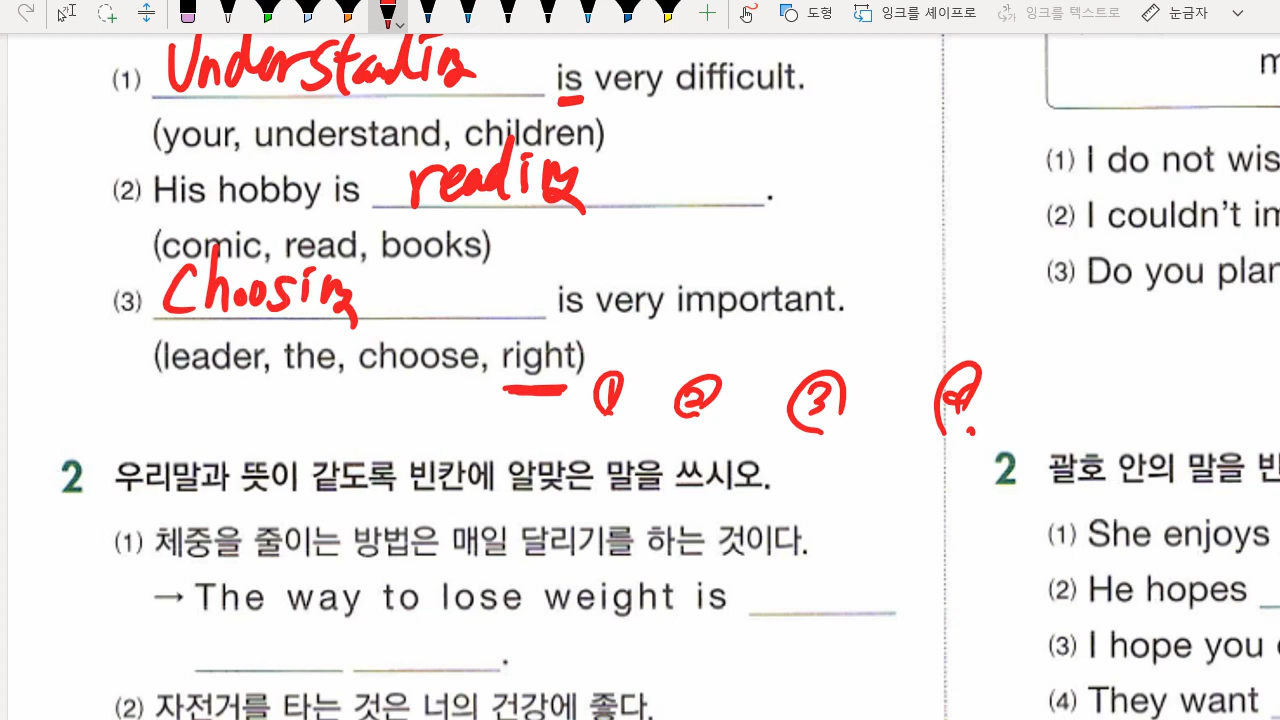 잉크를 셰이프로 잉크를 텍스트로 눈금자
도형
(1) Understanding is very difficult.
(your, understand, children)
(2) His hobby is reading.
(comic, read, books)
(3) Choosing is very important.
(leader, the, choose, right)
① ② ③ ④
2 우리말과 뜻이 같도록 빈칸에 알맞은 말을 쓰시오.
(1) 체중을 줄이는 방법은 매일 달리기를 하는 것이다.
→ The way to lose weight is
.
(2) 자전거를 타는 것은 너의 건강에 좋다.
m
(1) I do not wis
(2) I couldn't im
(3) Do you plan
2 괄호 안의 말을 빈
(1) She enjoys
(2) He hopes
(3) I hope you
(4) They want